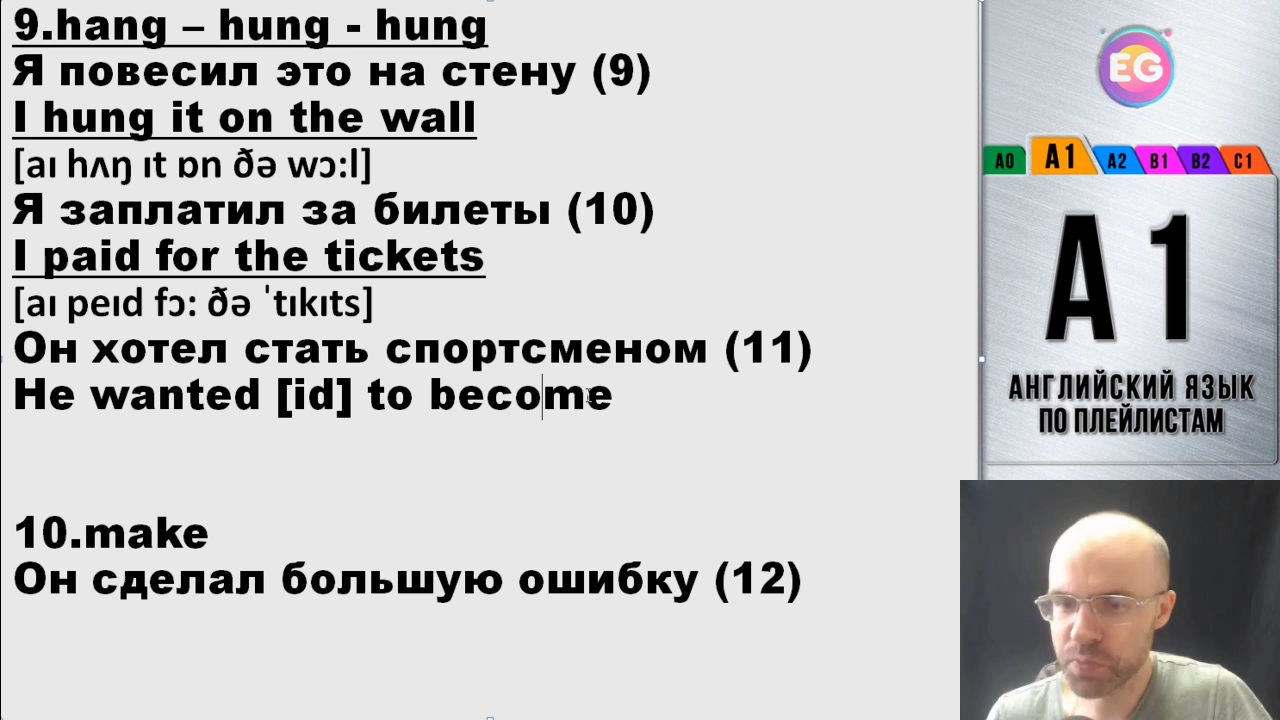 9.hang – hung - hung
Я повесил это на стену (9)
I hung it on the wall
[aɪ hʌŋ ɪt ɒn ðə wɔ:l]
Я заплатил за билеты (10)
I paid for the tickets
[aɪ peɪd fɔ: ðə ˈtɪkɪts]
Он хотел стать спортсменом (11)
He wanted [id] to become
10.make
Он сделал большую ошибку (12)
EG
A0 A1 A2 B1 B2 C1
A1
АНГЛИЙСКИЙ ЯЗЫК
ПО ПЛЕЙЛИСТАМ